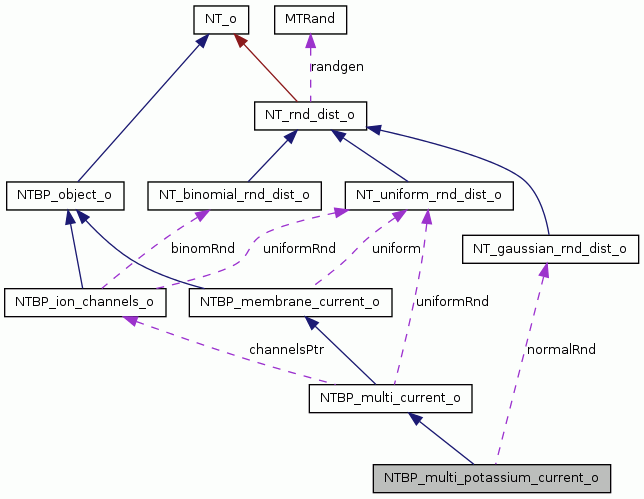 NT_o
MTRand
randgen
NT_rnd_dist_o
NTBP_object_o
NT_binomial_rnd_dist_o
NT_uniform_rnd_dist_o
NT_gaussian_rnd_dist_o
binomRnd
uniformRnd
uniform
NTBP_ion_channels_o
NTBP_membrane_current_o
uniformRnd
channelsPtr
normalRnd
NTBP_multi_current_o
NTBP_multi_potassium_current_o